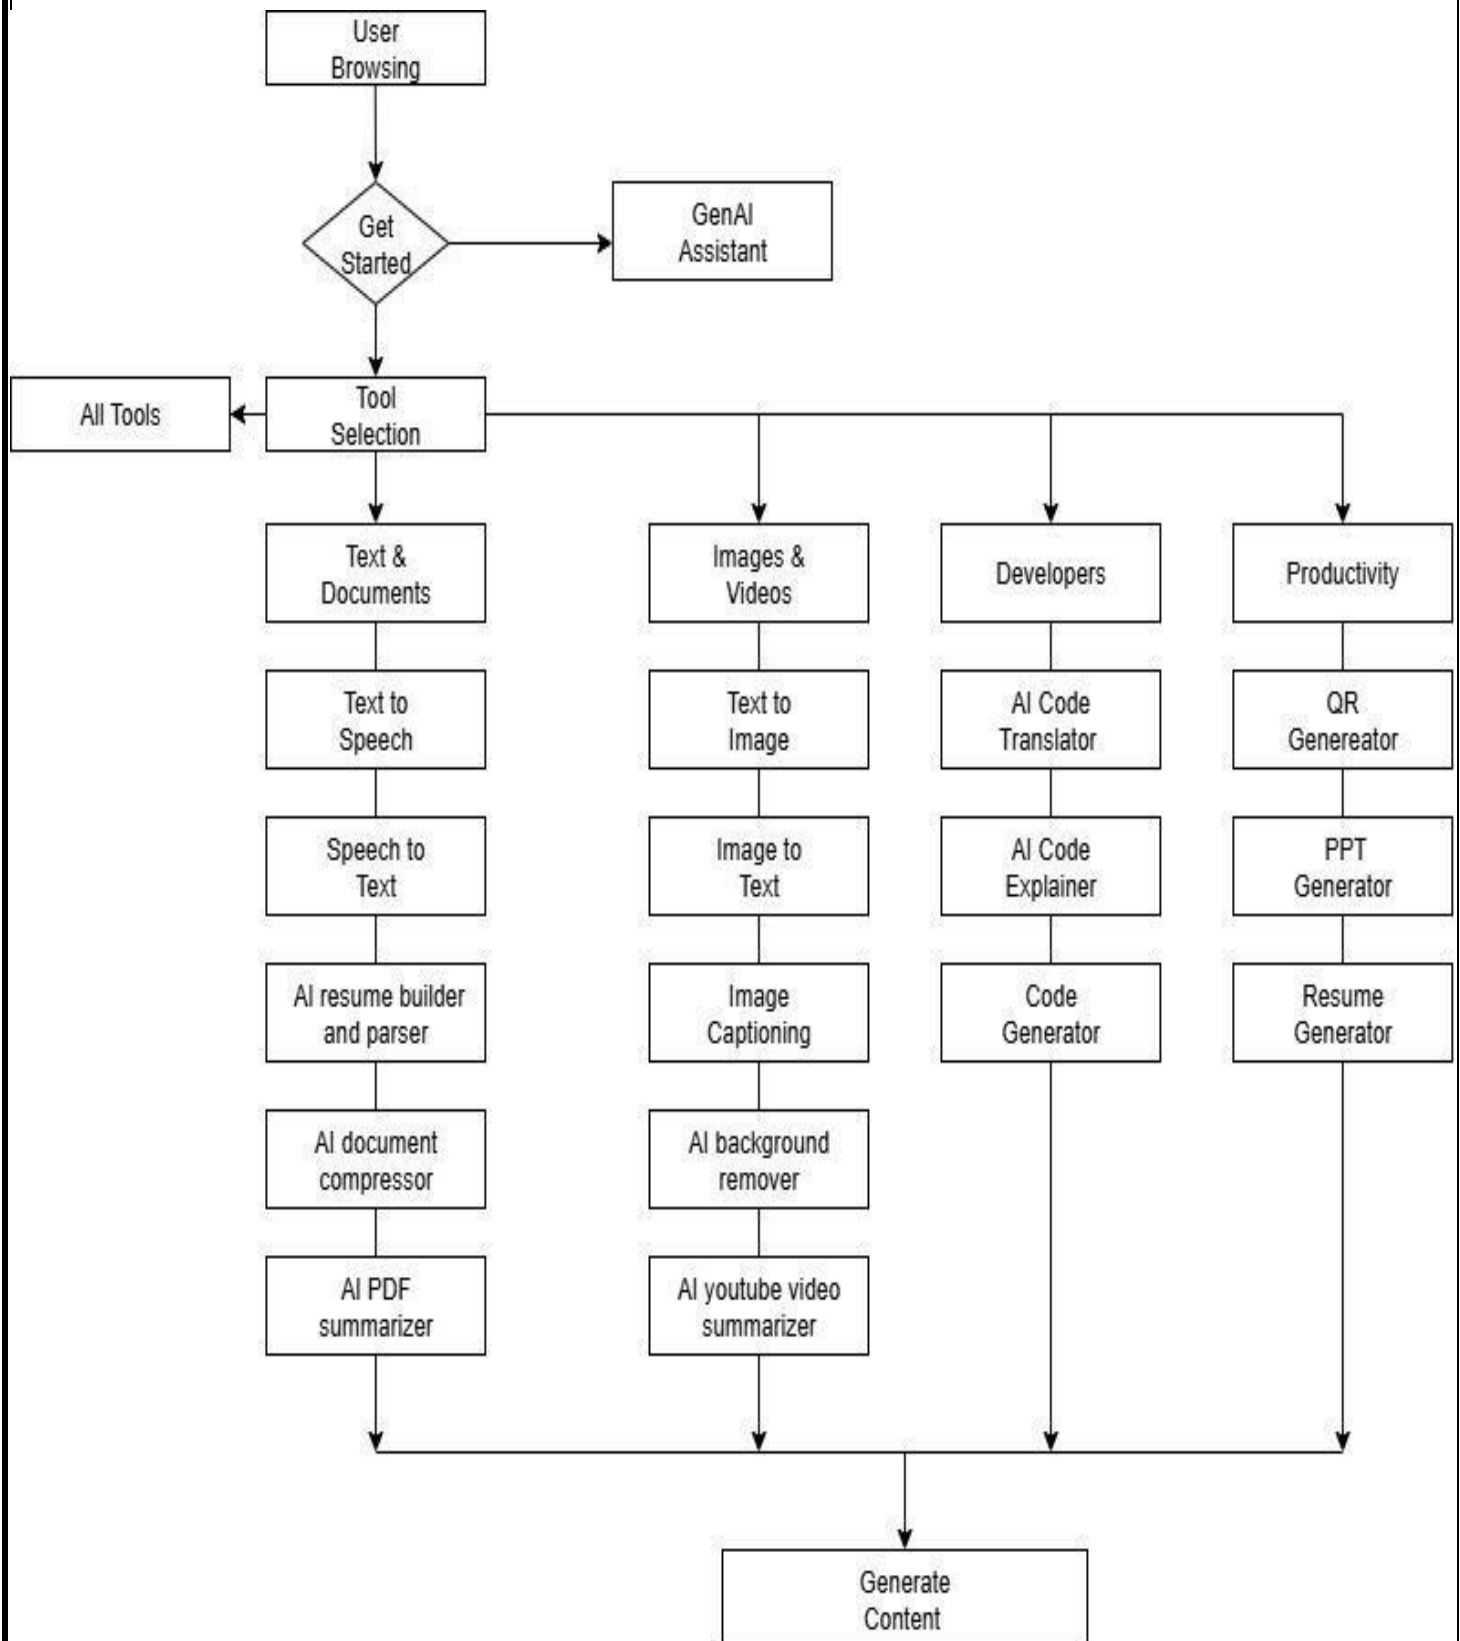 User
Browsing
Get
Started
GenAI
Assistant
All Tools
Tool
Selection
Text &
Documents
Images &
Videos
Developers
Productivity
Text to
Speech
Text to
Image
AI Code
Translator
QR
Genereator
Speech to
Text
Image to
Text
AI Code
Explainer
PPT
Generator
AI resume builder
and parser
Image
Captioning
Code
Generator
Resume
Generator
AI document
compressor
AI background
remover
AI PDF
summarizer
AI youtube video
summarizer
Generate
Content